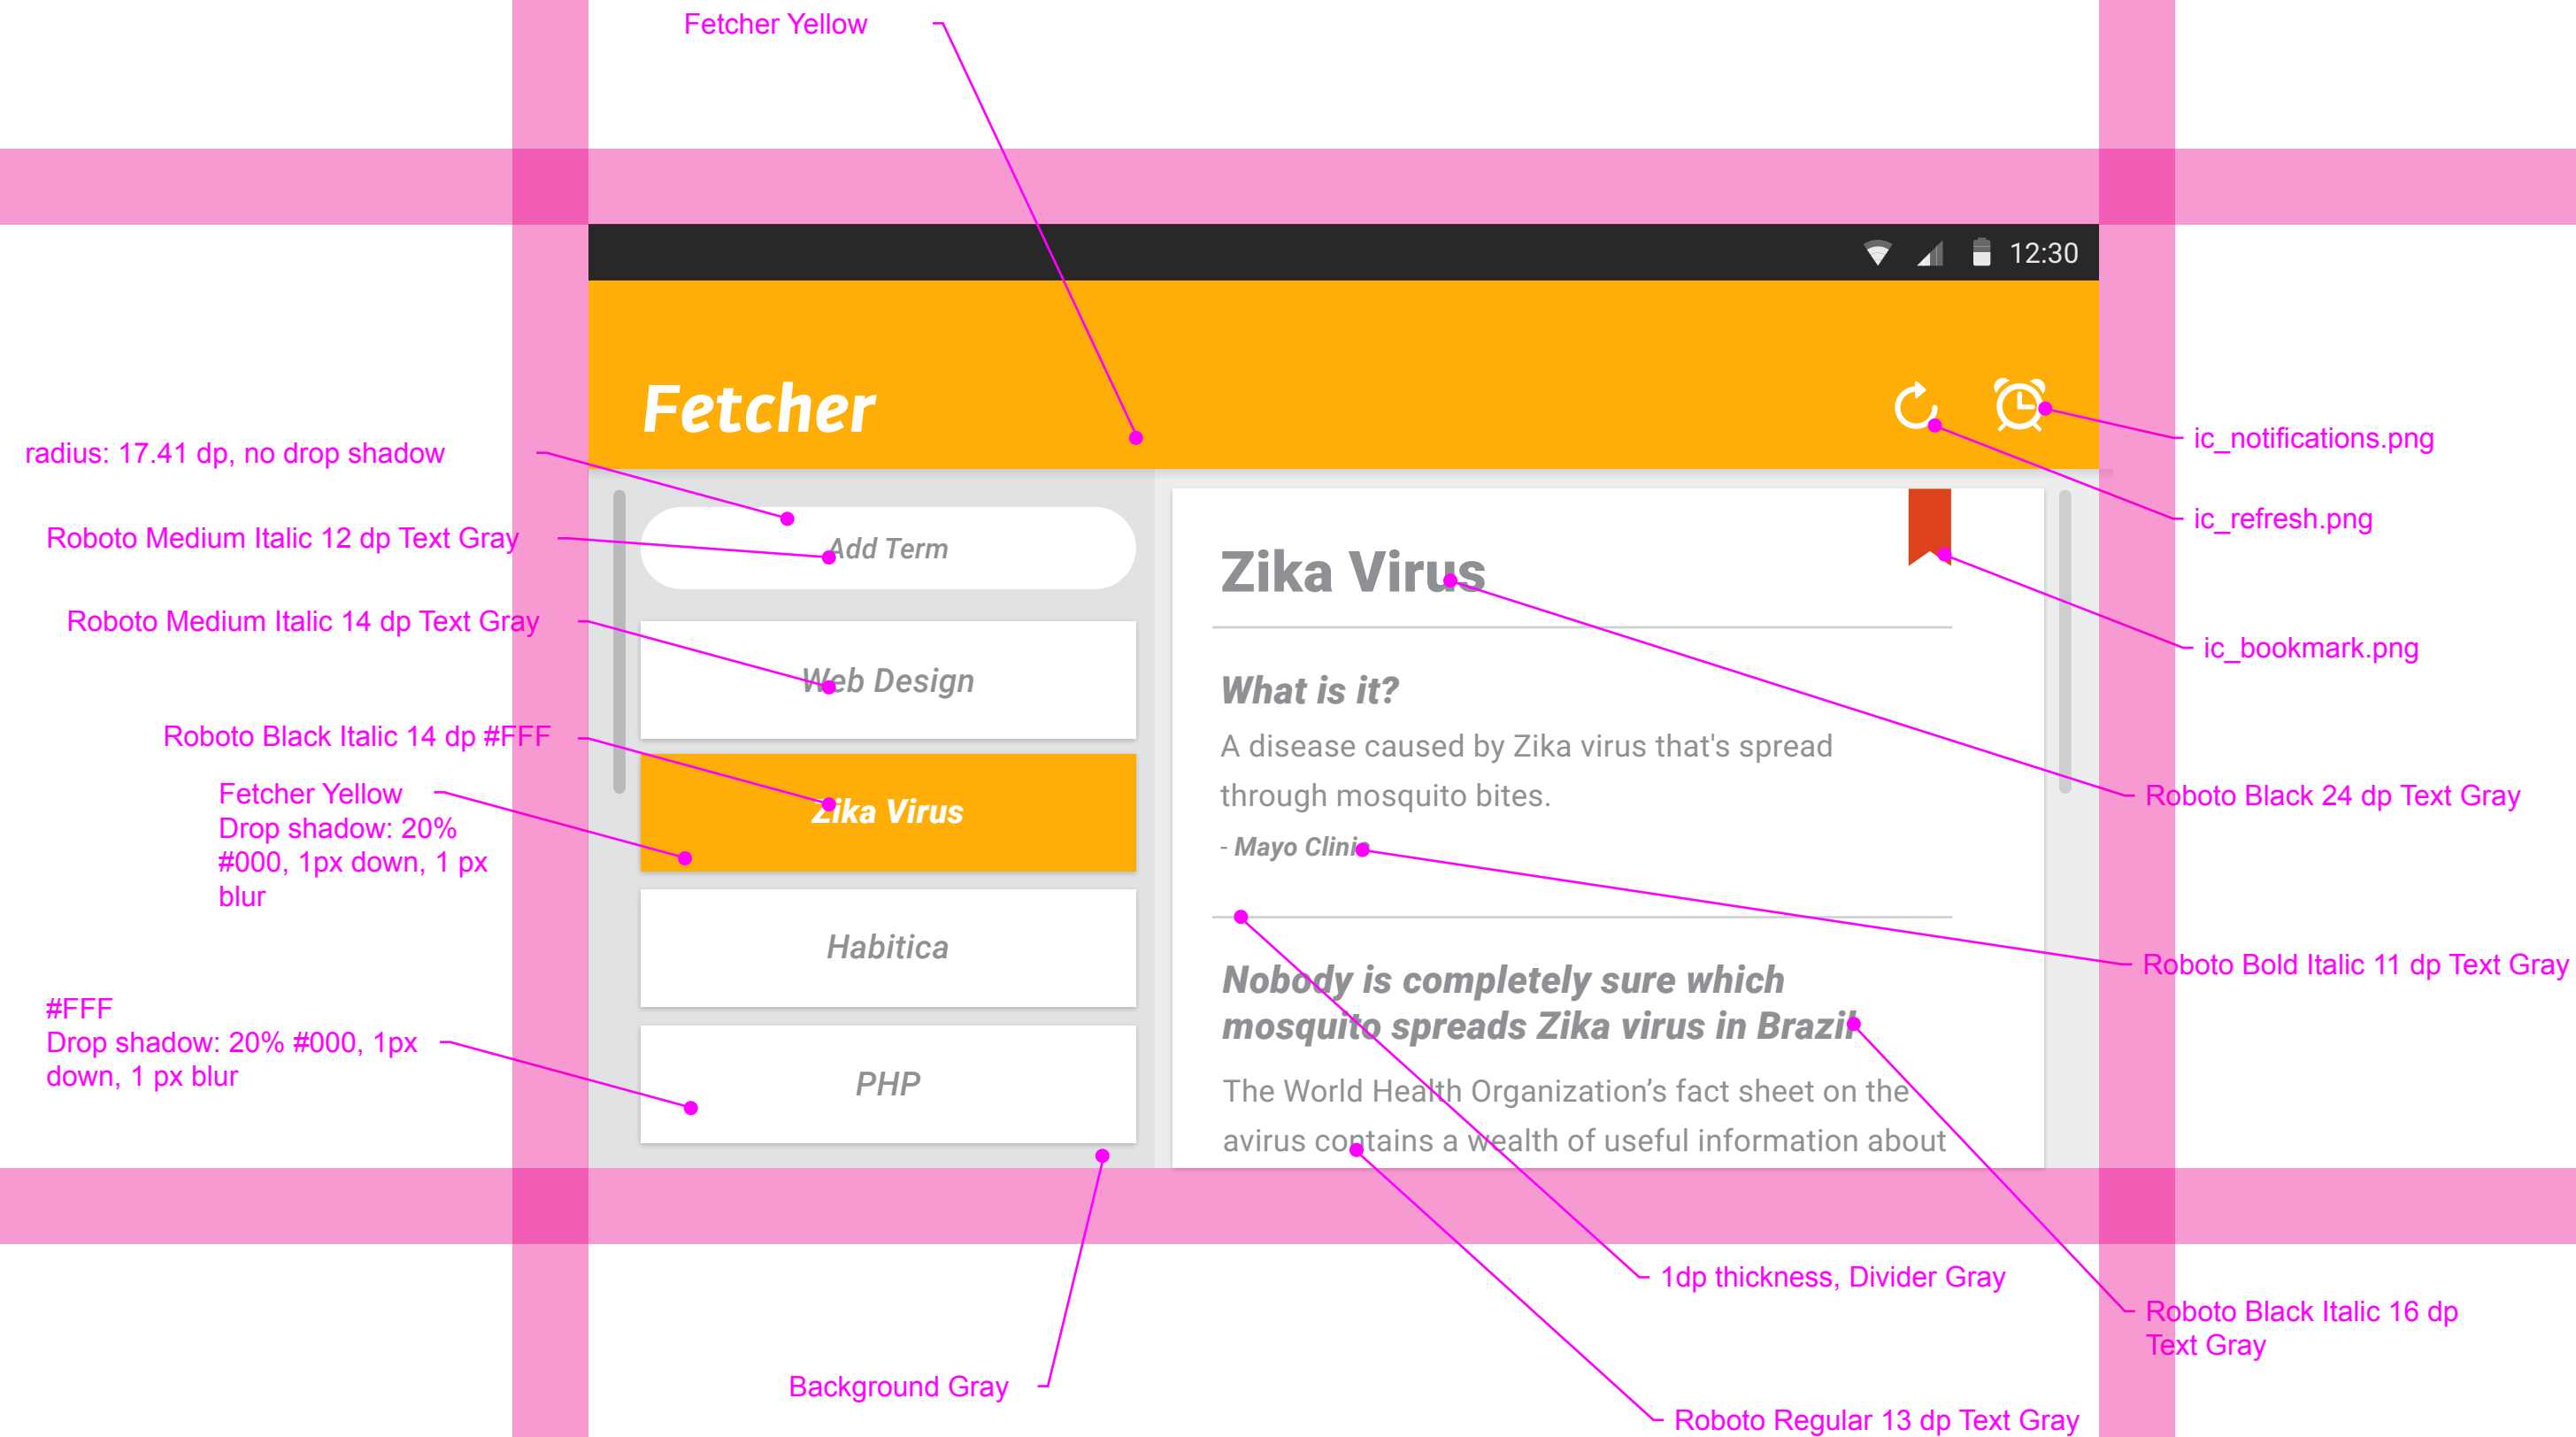 Fetcher Yellow
12:30
Fetcher
radius: 17.41 dp, no drop shadow
Roboto Medium Italic 12 dp Text Gray
Roboto Medium Italic 14 dp Text Gray
Roboto Black Italic 14 dp #FFF
Fetcher Yellow
Drop shadow: 20%
#000, 1px down, 1 px
blur
#FFF
Drop shadow: 20% #000, 1px
down, 1 px blur
Add Term
Web Design
Zika Virus
Habitica
PHP
Zika Virus
What is it?
A disease caused by Zika virus that's spread
through mosquito bites.
- Mayo Clinic
Nobody is completely sure which
mosquito spreads Zika virus in Brazil
The World Health Organization’s fact sheet on the
avirus contains a wealth of useful information about
ic_notifications.png
ic_refresh.png
ic_bookmark.png
Roboto Black 24 dp Text Gray
Roboto Bold Italic 11 dp Text Gray
1dp thickness, Divider Gray
Roboto Black Italic 16 dp
Text Gray
Background Gray
Roboto Regular 13 dp Text Gray